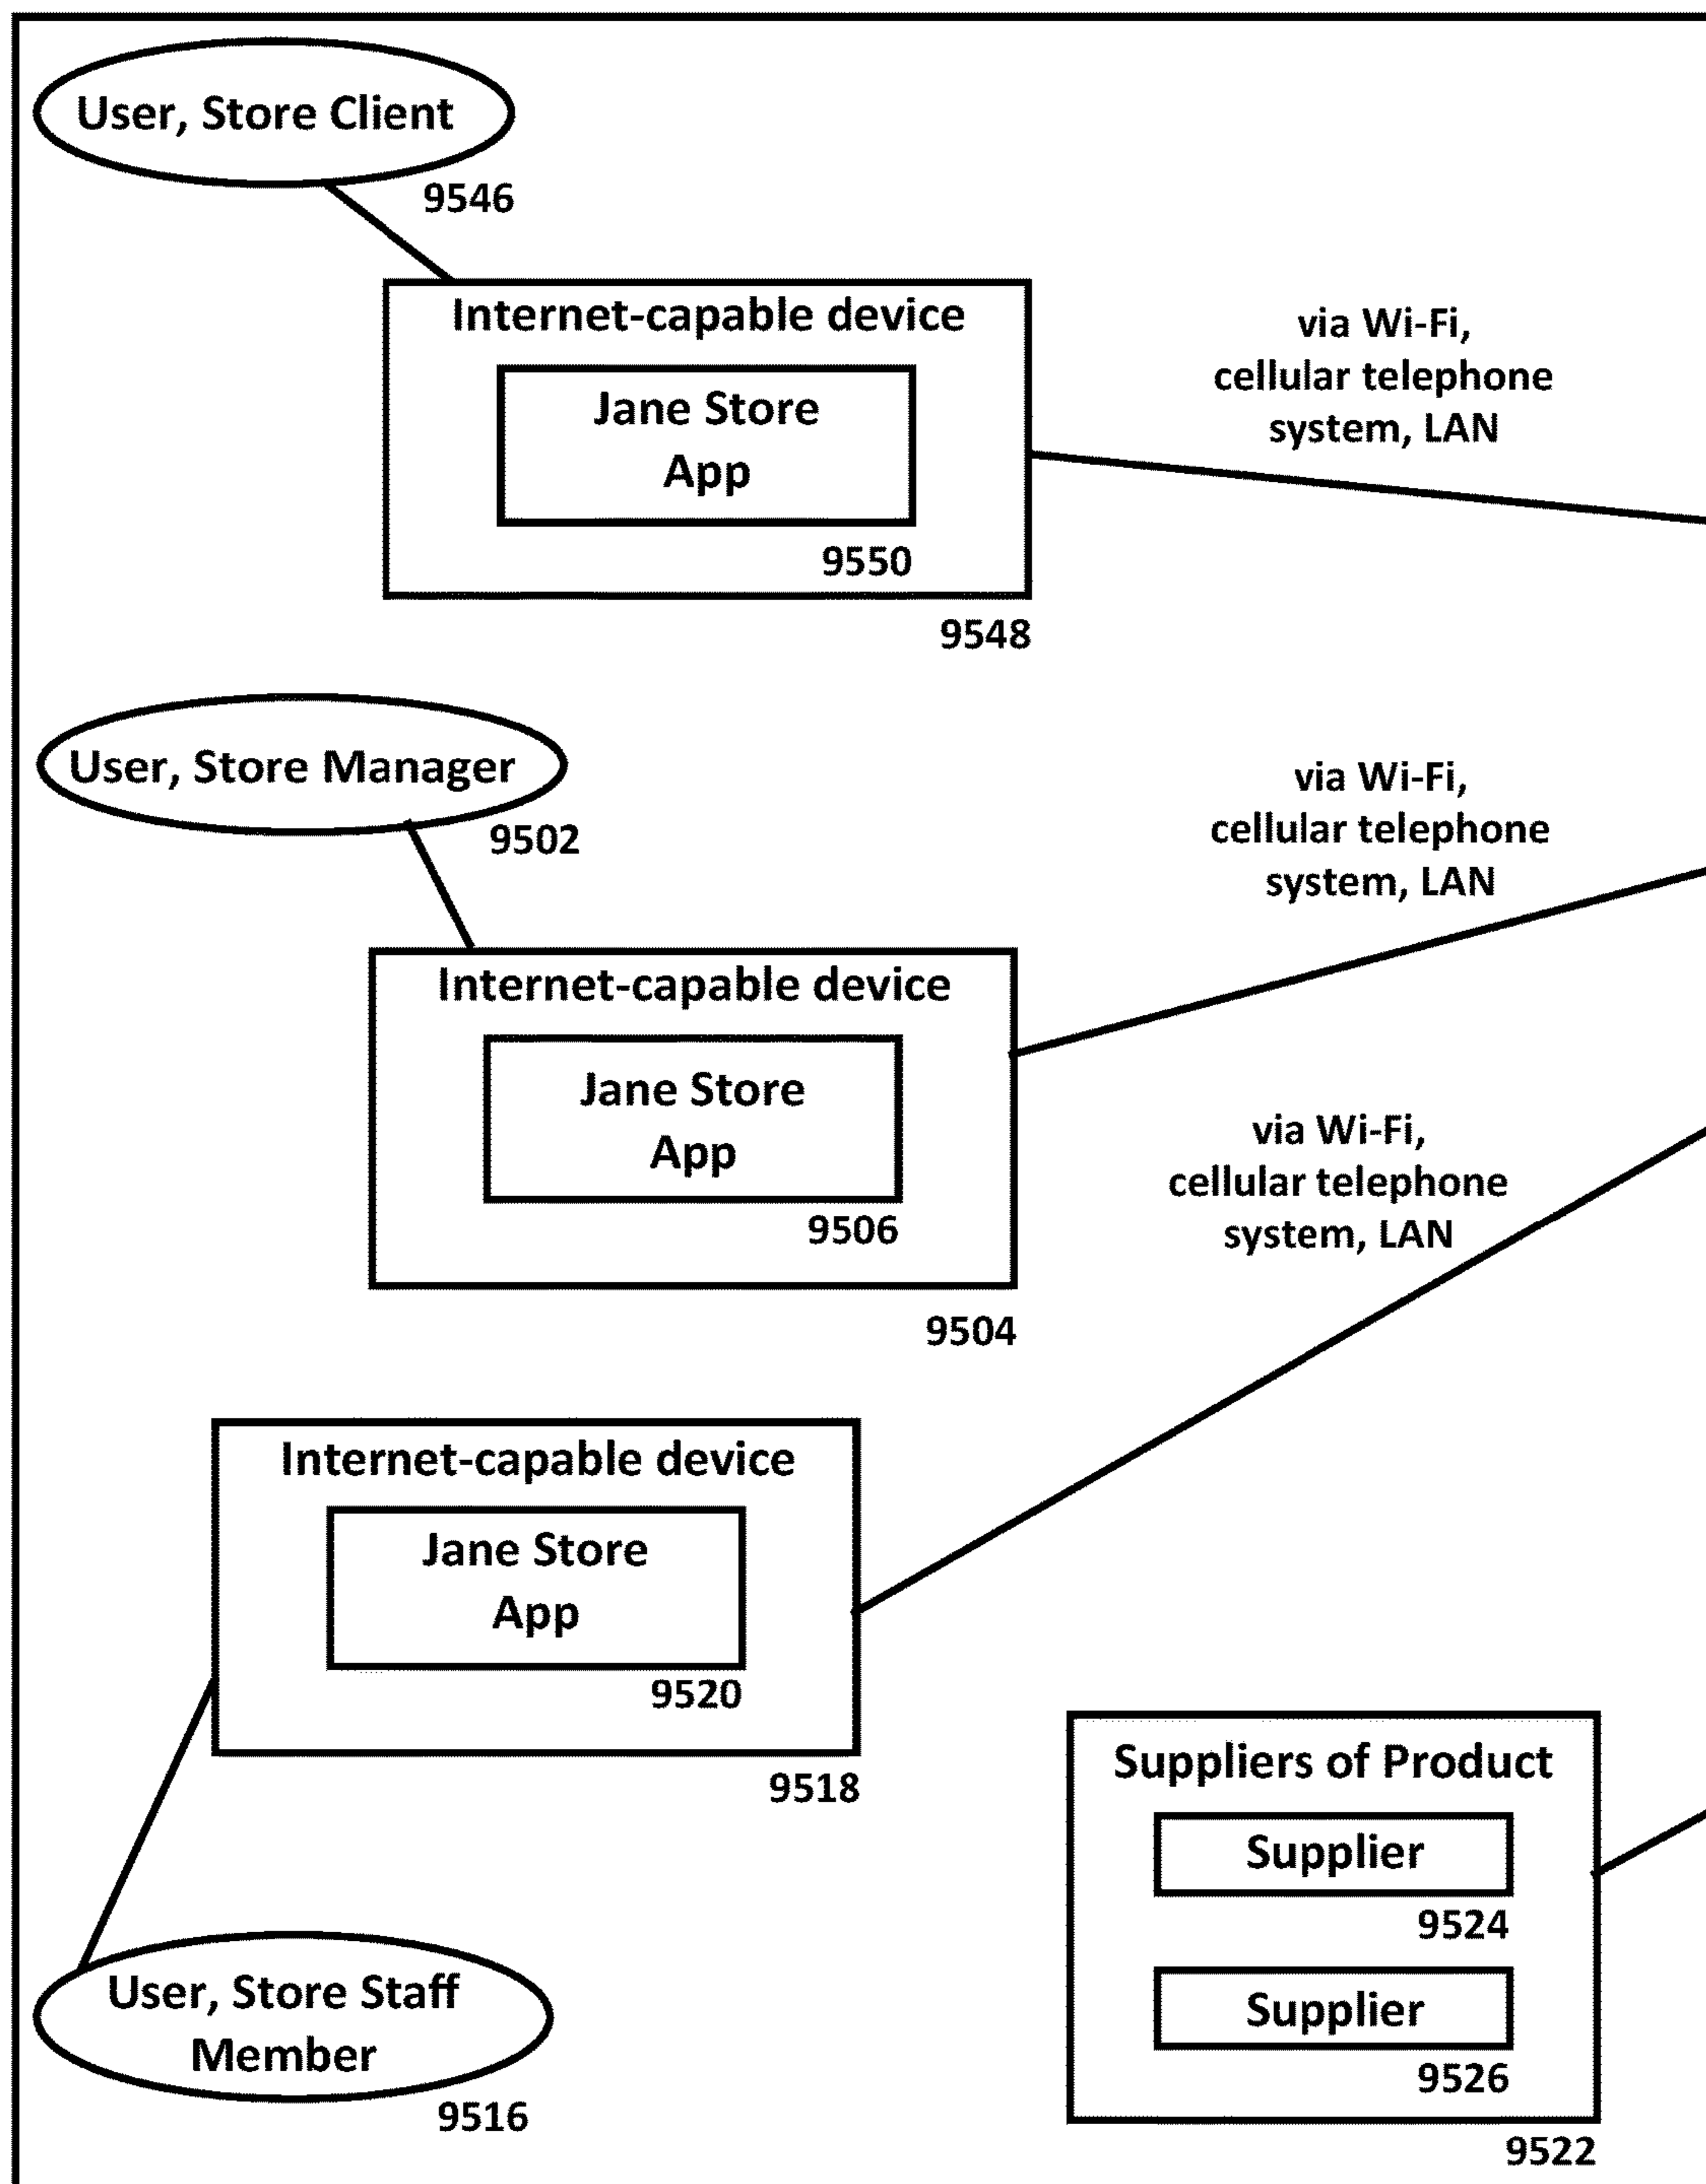 User, Store Client
9546
Internet-capable device
Jane Store
App
9550
9548
via Wi-Fi,
cellular telephone
system, LAN
User, Store Manager
9502
Internet-capable device
Jane Store
App
9506
9504
via Wi-Fi,
cellular telephone
system, LAN
via Wi-Fi,
cellular telephone
system, LAN
Internet-capable device
Jane Store
App
9520
9518
User, Store Staff
Member
9516
Suppliers of Product
Supplier
9524
Supplier
9526
9522